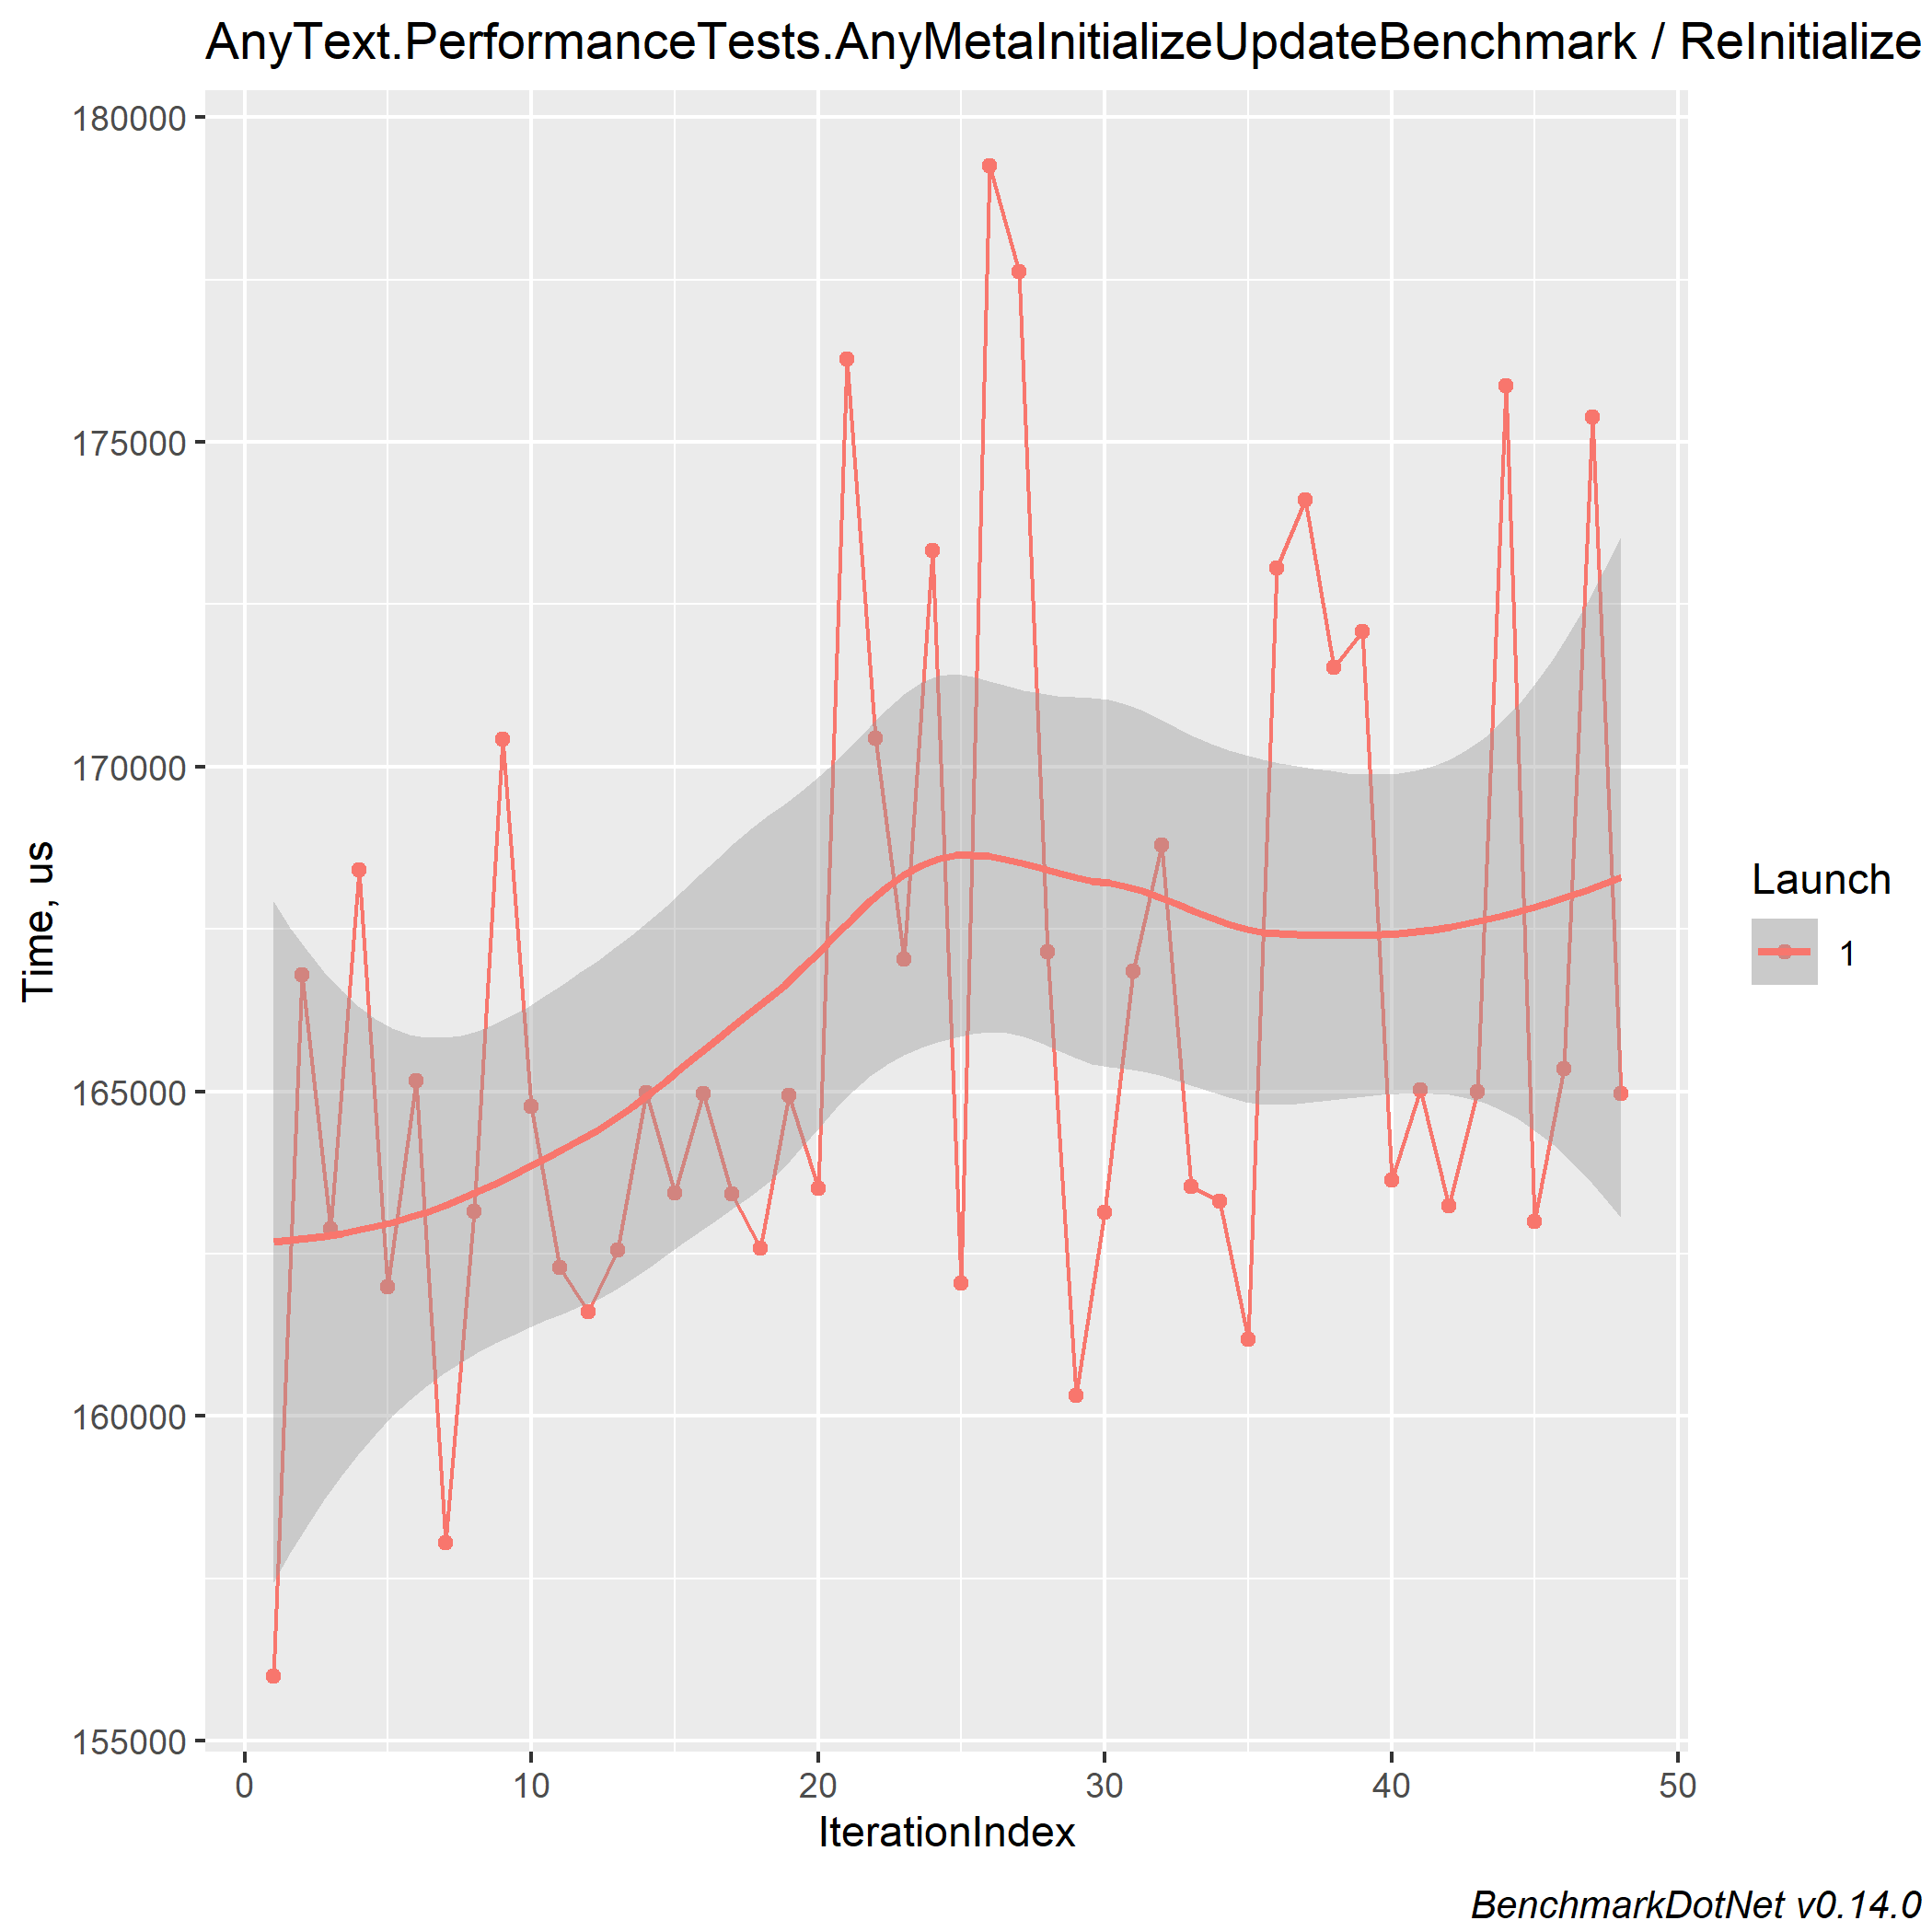 AnyText.PerformanceTests.AnyMetaInitializeUpdateBenchmark / ReInitialize
180000
175000
170000
165000
160000
155000
Time, us
0 10 20 30 40 50
IterationIndex
Launch
1
BenchmarkDotNet v0.14.0